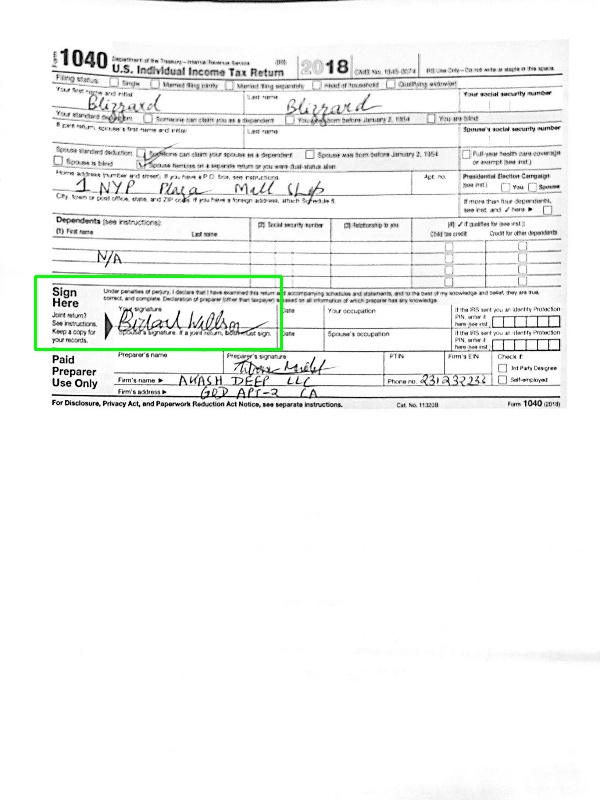 Form 1040 Department of the Treasury—Internal Revenue Service (99) 2018 OMB No. 1545-0074 IRS Use Only—Do not write or staple in this space.
U.S. Individual Income Tax Return
Filing status: Single Married filing jointly Married filing separately Head of household Qualifying widow(er)
Your first name and initial Last name Your social security number
Blizzard Blizzard
Your standard deduction Someone can claim you as a dependent You were born before January 2, 1954 You are blind
If joint return, spouse's first name and initial Last name Spouse's social security number
Spouse standard deduction: Someone can claim your spouse as a dependent Spouse was born before January 2, 1954 Full-year health care coverage or exempt (see inst.)
Spouse is blind Spouse itemizes on a separate return or you were dual-status alien
Home address (number and street). If you have a P.O. box, see instructions. Apt. no. Presidential Election Campaign
1 NYP Plaza Mall (see inst.) You Spouse
City, town or post office, state, and ZIP code. If you have a foreign address, attach Schedule 6. If more than four dependents,
see inst. and ✓ here ►
Dependents (see instructions): (2) Social security number (3) Relationship to you (4) ✓ if qualifies for (see inst.):
(1) First name Last name Child tax credit Credit for other dependents
N/A
Sign Here Under penalties of perjury, I declare that I have examined this return and accompanying schedules and statements, and to the best of my knowledge and belief, they are true,
correct, and complete. Declaration of preparer (other than taxpayer) is based on all information of which preparer has any knowledge.
Joint return? See instructions. Keep a copy for your records.
Your signature Date Your occupation If the IRS sent you an Identity Protection PIN, enter it here (see inst.)
Spouse's signature. If a joint return, both must sign. Date Spouse's occupation If the IRS sent you an Identity Protection PIN, enter it here (see inst.)
Paid Preparer Use Only
Preparer's name Preparer's signature PTIN Firm's EIN Check if:
3rd Party Designee
Firm's name ► AKASH DEEP LLC Phone no. 231232236 Self-employed
Firm's address ► GOD APT-2 CA
For Disclosure, Privacy Act, and Paperwork Reduction Act Notice, see separate instructions. Cat. No. 11320B Form 1040 (2018)